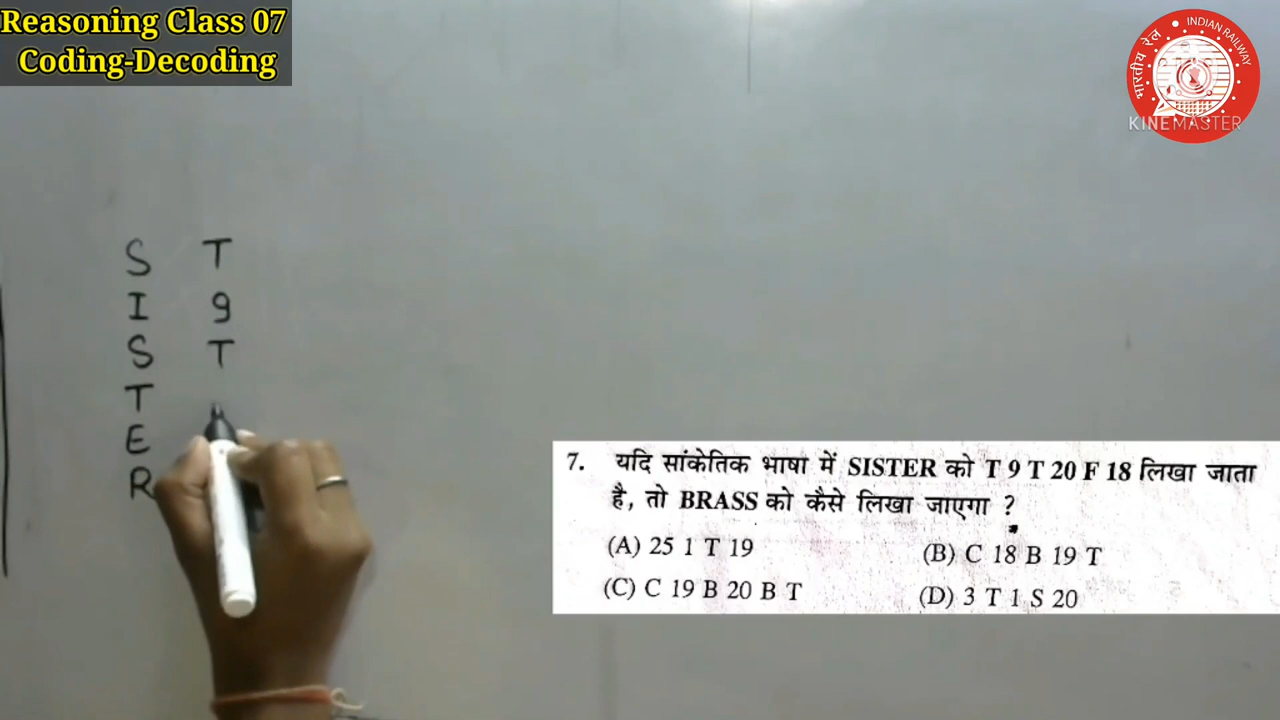 Reasoning Class 07
Coding-Decoding
भारतीय रेल
INDIAN RAILWAY
KINEMASTER
S T
I 9
S T
T
E
R
7. यदि सांकेतिक भाषा में SISTER को T 9 T 20 F 18 लिखा जाता
है, तो BRASS को कैसे लिखा जाएगा ?
(A) 25 1 T 19 (B) C 18 B 19 T
(C) C 19 B 20 B T (D) 3 T 1 S 20